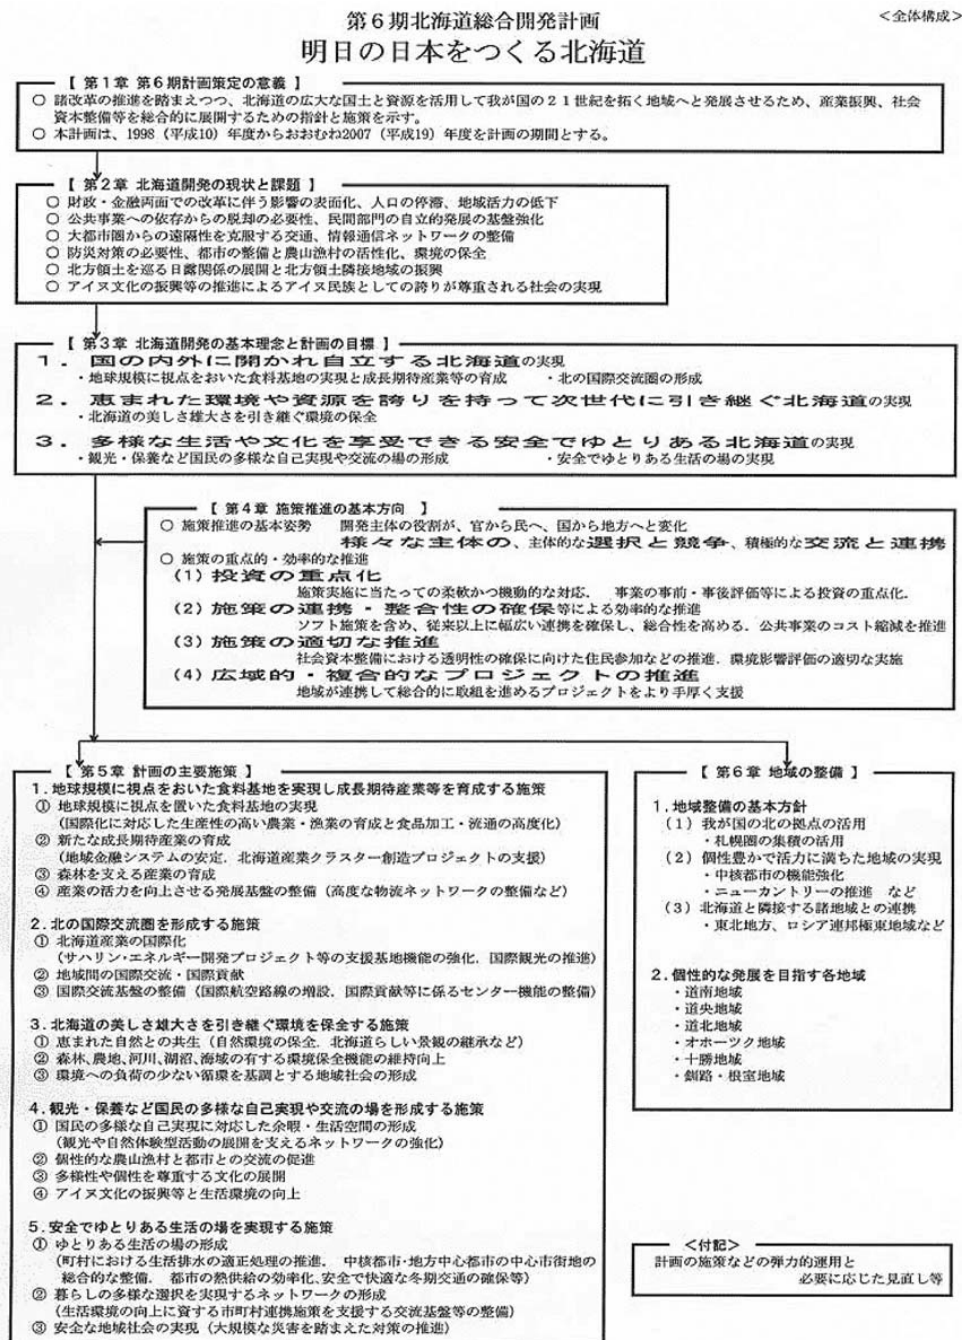 第６期北海道総合開発計画
＜全体構成＞
明日の日本をつくる北海道
【 第１章 第６期計画策定の意義 】
○ 諸改革の推進を踏まえつつ、北海道の広大な国土と資源を活用して我が国の２１世紀を拓く地域へと発展させるため、産業振興、社会
資本整備等を総合的に展開するための指針と施策を示す。
○ 本計画は、1998（平成10）年度からおおむね2007（平成19）年度を計画の期間とする。
【 第２章 北海道開発の現状と課題 】
○ 財政・金融両面での改革に伴う影響の表面化、人口の停滞、地域活力の低下
○ 公共事業への依存からの脱却の必要性、民間部門の自立的発展の基盤強化
○ 大都市圏からの遠隔性を克服する交通、情報通信ネットワークの整備
○ 防災対策の必要性、都市の整備と農山漁村の活性化、環境の保全
○ 北方領土を巡る日露関係の展開と北方領土隣接地域の振興
○ アイヌ文化の振興等の推進によるアイヌ民族としての誇りが尊重される社会の実現
【 第３章 北海道開発の基本理念と計画の目標 】
１．国の内外に開かれ自立する北海道の実現
・地球規模に視点をおいた食料基地の実現と成長期待産業等の育成　・北の国際交流圏の形成
２．恵まれた環境や資源を誇りを持って次世代に引き継ぐ北海道の実現
・北海道の美しさ雄大さを引き継ぐ環境の保全
３．多様な生活や文化を享受できる安全でゆとりある北海道の実現
・観光・保養など国民の多様な自己実現や交流の場の形成　・安全でゆとりある生活の場の実現
【 第４章 施策推進の基本方向 】
○ 施策推進の基本姿勢　開発主体の役割が、官から民へ、国から地方へと変化
様々な主体の、主体的な選択と競争、積極的な交流と連携
○ 施策の重点的・効率的な推進
(１) 投資の重点化
施策実施に当たっての柔軟かつ機動的な対応．　事業の事前・事後評価等による投資の重点化．
(２) 施策の連携・整合性の確保等による効率的な推進
ソフト施策を含め、従来以上に幅広い連携を確保し、総合性を高める．公共事業のコスト縮減を推進
(３) 施策の適切な推進
社会資本整備における透明性の確保に向けた住民参加などの推進．環境影響評価の適切な実施
(４) 広域的・複合的なプロジェクトの推進
地域が連携して総合的に取組を進めるプロジェクトをより手厚く支援
【 第５章 計画の主要施策 】
１.地球規模に視点をおいた食料基地を実現し成長期待産業等を育成する施策
① 地球規模に視点を置いた食料基地の実現
(国際化に対応した生産性の高い農業・漁業の育成と食品加工・流通の高度化)
② 新たな成長期待産業の育成
(地域金融システムの安定．北海道産業クラスター創造プロジェクトの支援)
③ 森林を支える産業の育成
④ 産業の活力を向上させる発展基盤の整備（高度な物流ネットワークの整備など）
２.北の国際交流圏を形成する施策
① 北海道産業の国際化
(サハリン・エネルギー開発プロジェクト等の支援基地機能の強化．国際観光の推進)
② 地域間の国際交流・国際貢献
③ 国際交流基盤の整備（国際航空路線の増設．国際貢献等に係るセンター機能の整備)
３.北海道の美しさ雄大さを引き継ぐ環境を保全する施策
① 恵まれた自然との共生（自然環境の保全．北海道らしい景観の継承など）
② 森林、農地、河川、湖沼、海域の有する環境保全機能の維持向上
③ 環境への負荷の少ない循環を基調とする地域社会の形成
４.観光・保養など国民の多様な自己実現や交流の場を形成する施策
① 国民の多様な自己実現に対応した余暇・生活空間の形成
(観光や自然体験型活動の展開を支えるネットワークの強化)
② 個性的な農山漁村と都市との交流の促進
③ 多様性や個性を尊重する文化の展開
④ アイヌ文化の振興等と生活環境の向上
５.安全でゆとりある生活の場を実現する施策
① ゆとりある生活の場の形成
(町村における生活排水の適正処理の推進．　中核都市・地方中心都市の中心市街地の
総合的な整備．　都市の熱供給の効率化、安全で快適な冬期交通の確保等)
② 暮らしの多様な選択を実現するネットワークの形成
(生活環境の向上に資する市町村連携施策を支援する交流基盤等の整備)
③ 安全な地域社会の実現（大規模な災害を踏まえた対策の推進）
【 第６章 地域の整備 】
１.地域整備の基本方針
(１) 我が国の北の拠点の活用
・札幌圏の集積の活用
(２) 個性豊かで活力に満ちた地域の実現
・中核都市の機能強化
・ニューカントリーの推進　など
(３) 北海道と隣接する諸地域との連携
・東北地方、ロシア連邦極東地域など
２.個性的な発展を目指す各地域
・道南地域
・道央地域
・道北地域
・オホーツク地域
・十勝地域
・釧路・根室地域
＜付記＞
計画の施策などの弾力的運用と
必要に応じた見直し等